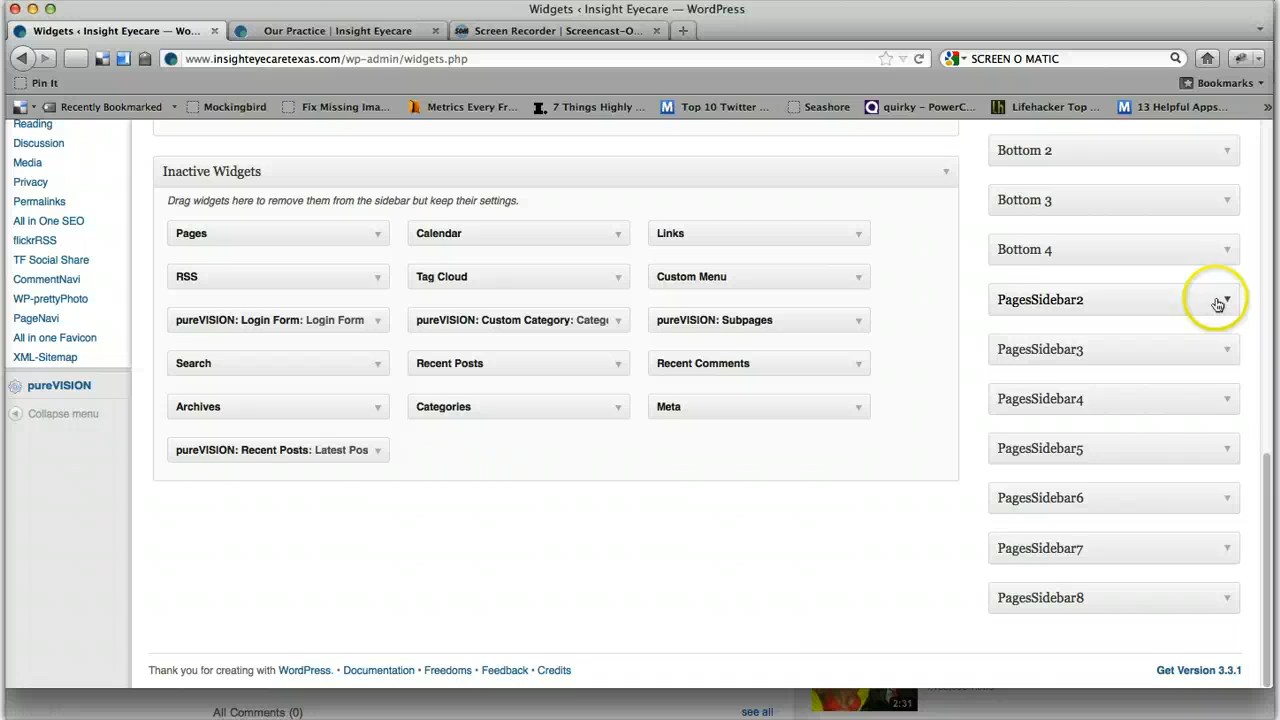 Widgets ‹ Insight Eyecare — WordPress
Widgets ‹ Insight Eyecare — Wo...
Our Practice | Insight Eyecare
Screen Recorder | Screencast-O...
www.insighteyecaretexas.com/wp-admin/widgets.php
SCREEN O MATIC
Pin It
Bookmarks
Recently Bookmarked
Mockingbird
Fix Missing Ima...
Metrics Every Fr...
7 Things Highly ...
Top 10 Twitter ...
Seashore
quirky – PowerC...
Lifehacker Top ...
13 Helpful Apps...
Reading
Discussion
Media
Privacy
Permalinks
All in One SEO
flickrRSS
TF Social Share
CommentNavi
WP-prettyPhoto
PageNavi
All in one Favicon
XML-Sitemap
pureVISION
Collapse menu
Inactive Widgets
Drag widgets here to remove them from the sidebar but keep their settings.
Pages
Calendar
Links
RSS
Tag Cloud
Custom Menu
pureVISION: Login Form: Login Form
pureVISION: Custom Category: Categ
pureVISION: Subpages
Search
Recent Posts
Recent Comments
Archives
Categories
Meta
pureVISION: Recent Posts: Latest Pos
Bottom 2
Bottom 3
Bottom 4
PagesSidebar2
PagesSidebar3
PagesSidebar4
PagesSidebar5
PagesSidebar6
PagesSidebar7
PagesSidebar8
Thank you for creating with WordPress. • Documentation • Freedoms • Feedback • Credits
Get Version 3.3.1
All Comments (0)
see all
2:31